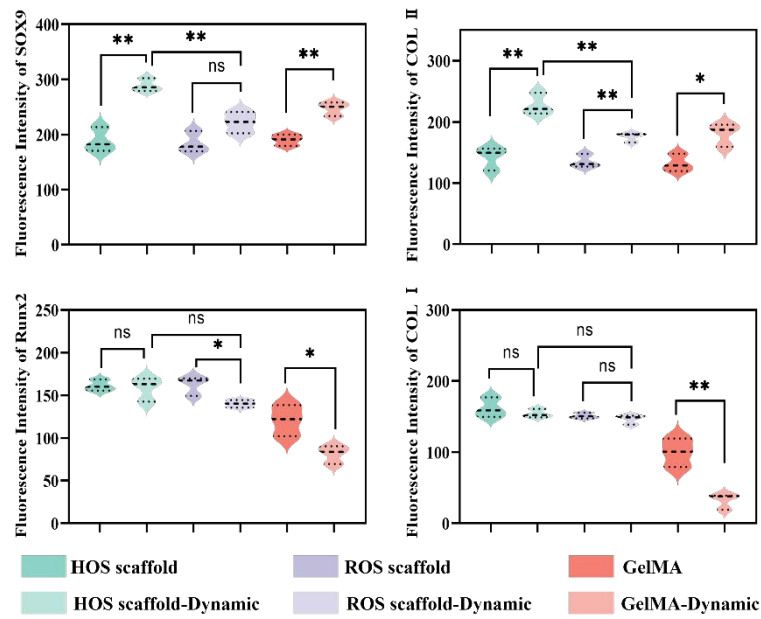 Fluorescence Intensity of SOX9
400
300
200
100
0
**
**
ns
**
Fluorescence Intensity of COL II
300
200
100
0
**
**
**
*
Fluorescence Intensity of Runx2
250
200
150
100
50
0
ns
ns
*
*
Fluorescence Intensity of COL I
300
200
100
0
ns
ns
ns
**
HOS scaffold
ROS scaffold
GelMA
HOS scaffold-Dynamic
ROS scaffold-Dynamic
GelMA-Dynamic